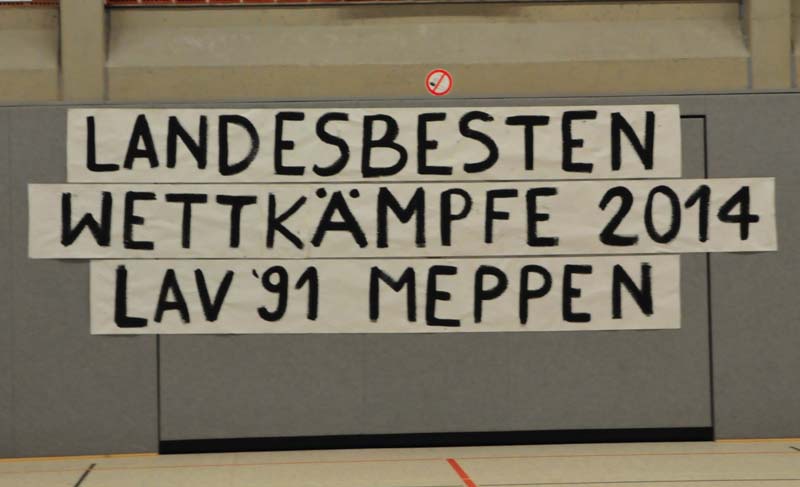 LANDESBESTEN
WETTKÄMPFE 2014
LAV '91 MEPPEN